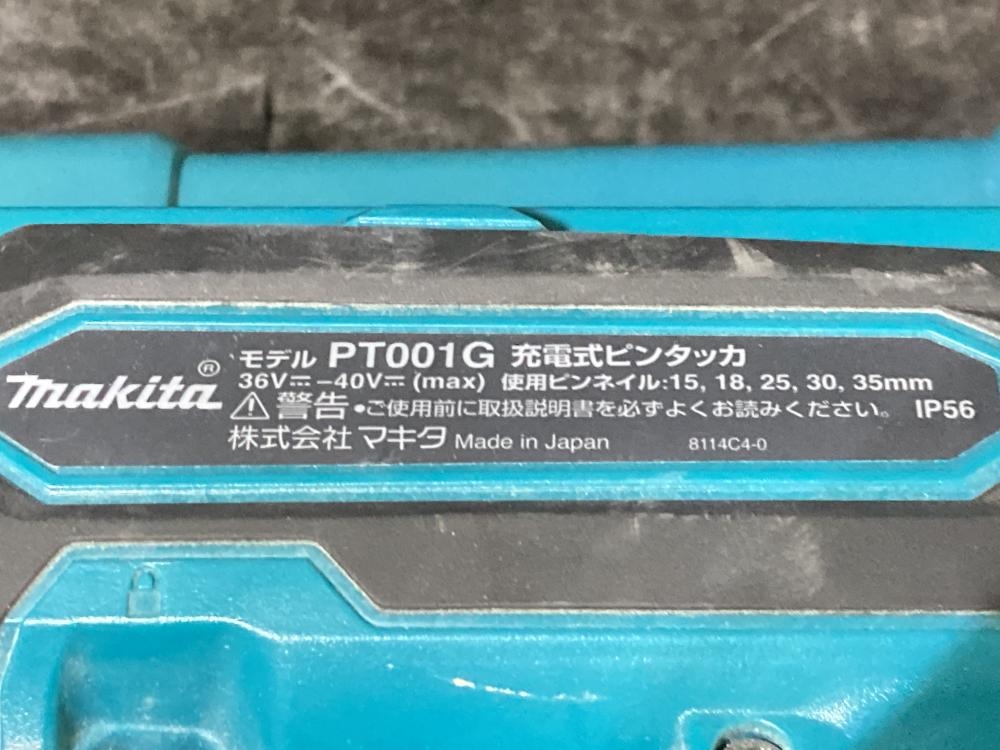 makita®
モデル PT001G 充電式ピンタッカ
36V⎓–40V⎓(max) 使用ピンネイル:15, 18, 25, 30, 35mm
⚠警告 •ご使用前に取扱説明書を必ずよくお読みください。 IP56
株式会社 マキタ Made in Japan 8114C4-0